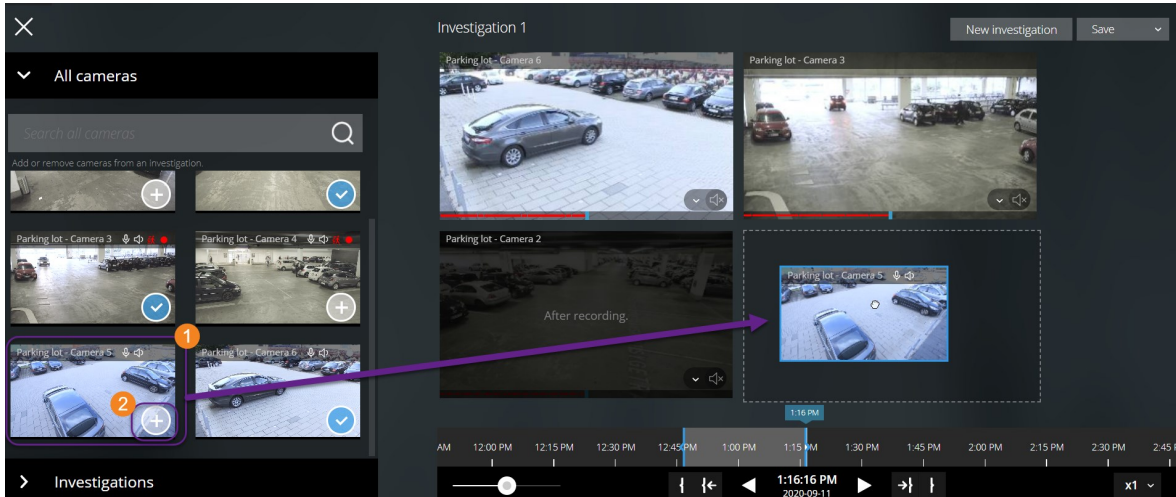 Investigation 1
New investigation
Save
All cameras
Search all cameras
Add or remove cameras from an investigation.
Parking lot - Camera 3
Parking lot - Camera 4
1
Parking lot - Camera 5
Parking lot - Camera 6
2
Investigations
Parking lot - Camera 6
Parking lot - Camera 3
Parking lot - Camera 2
After recording.
Parking lot - Camera 5
1:16 PM
AM 12:00 PM 12:15 PM 12:30 PM 12:45 PM 1:00 PM 1:15 PM 1:30 PM 1:45 PM 2:00 PM 2:15 PM 2:30 PM 2:45
1:16:16 PM
2020-09-11
x1